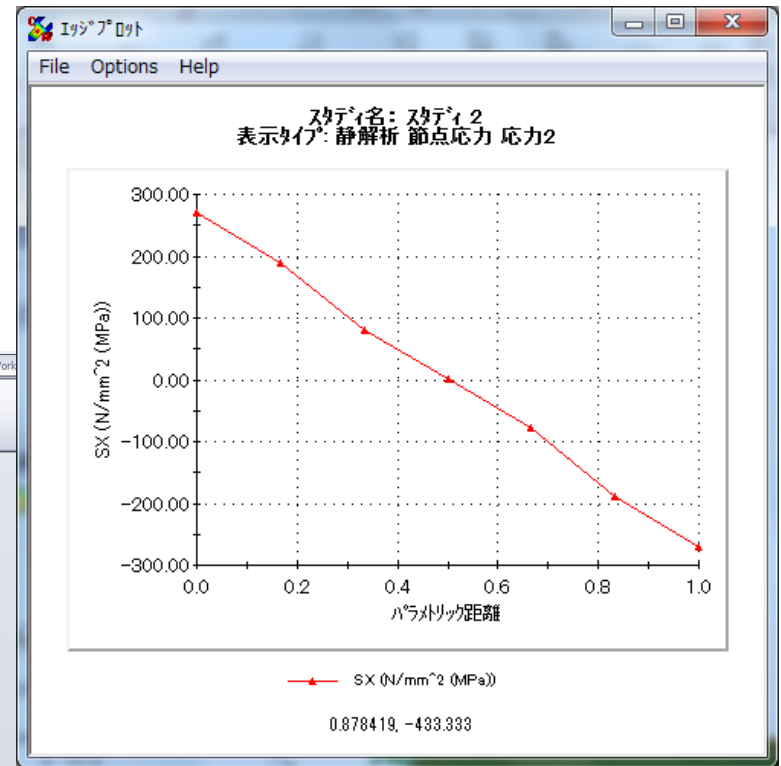 ｴｯｼﾞﾌﾟﾛｯﾄ
File Options Help
ｽﾀﾃﾞｨ名: ｽﾀﾃﾞｨ 2
表示ﾀｲﾌﾟ: 静解析 節点応力 応力2
300.00
200.00
100.00
0.00
-100.00
-200.00
-300.00
SX (N/mm^2 (MPa))
0.0 0.2 0.4 0.6 0.8 1.0
ﾊﾟﾗﾒﾄﾘｯｸ距離
SX (N/mm^2 (MPa))
0.878419, -433.333